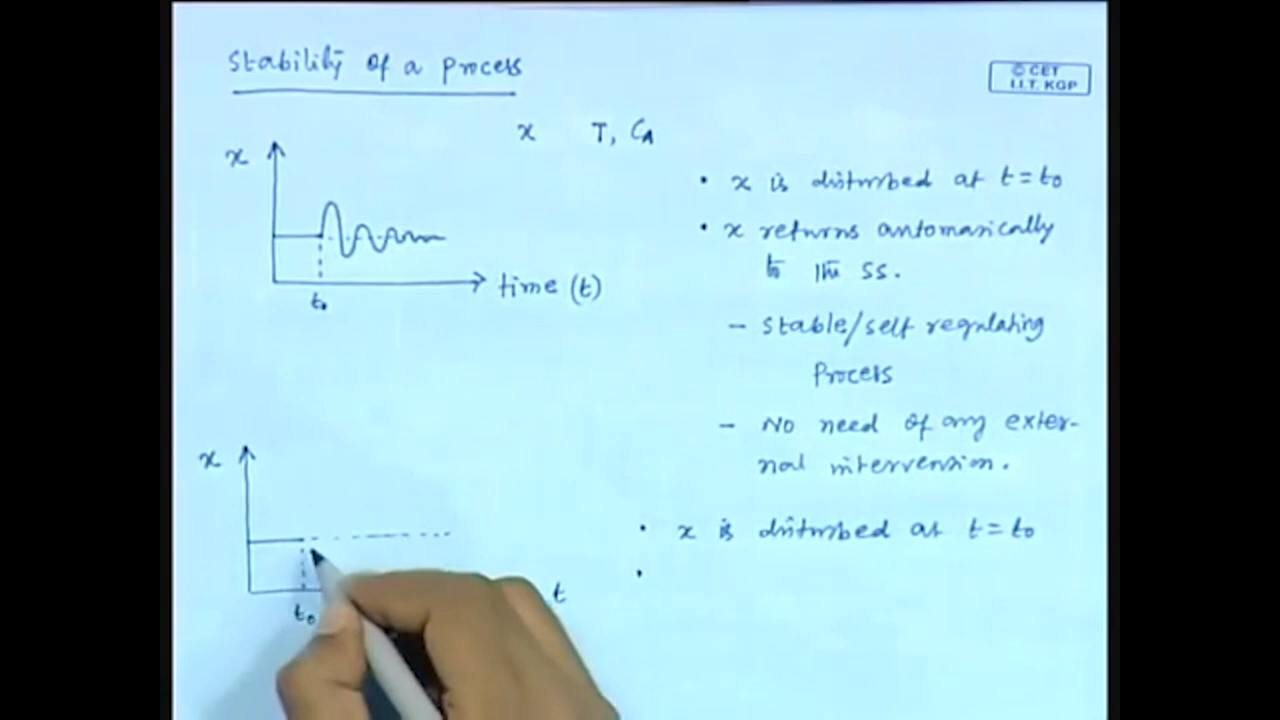 Stability of a process
© CET
I.I.T. KGP
x T, CA
x
t0
time (t)
• x is disturbed at t = t0
• x returns automatically
to the SS.
- Stable/self regulating
Process
- No need of any exter-
nal intervension.
x
t0
t
• x is disturbed at t = t0
•